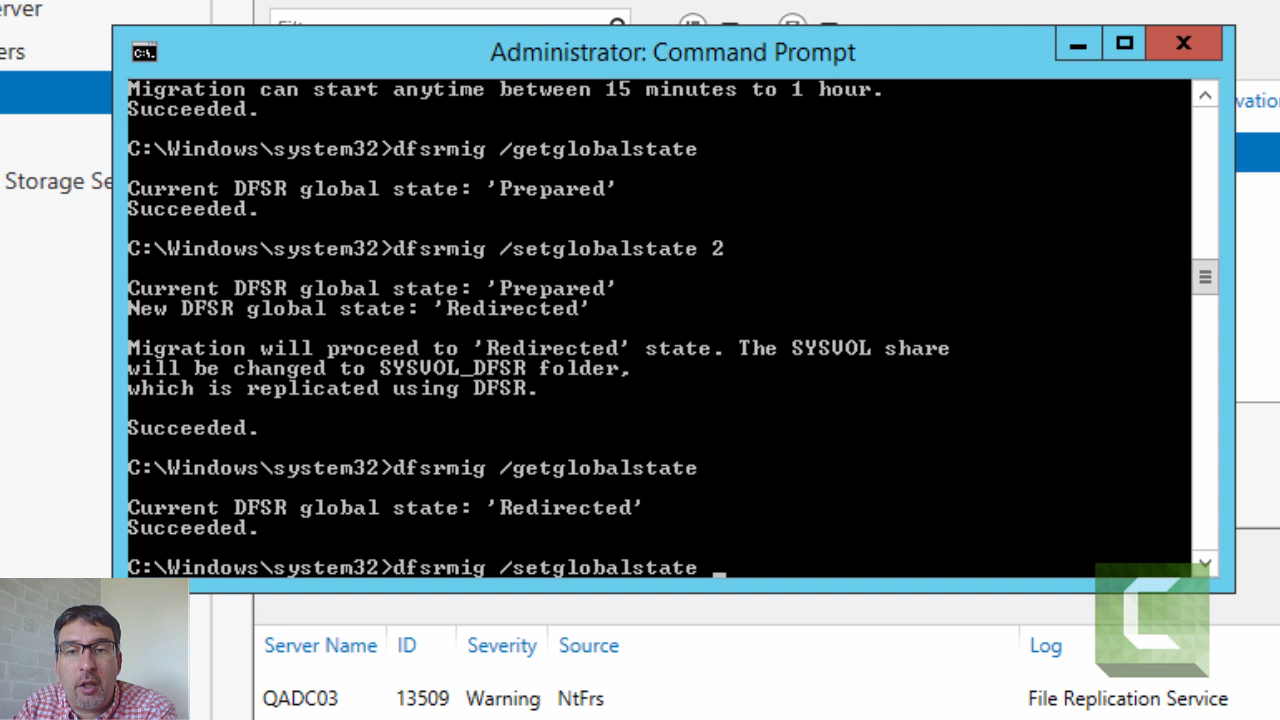 erver
ers
Storage Se
Administrator: Command Prompt
Migration can start anytime between 15 minutes to 1 hour.
Succeeded.
C:\Windows\system32>dfsrmig /getglobalstate
Current DFSR global state: 'Prepared'
Succeeded.
C:\Windows\system32>dfsrmig /setglobalstate 2
Current DFSR global state: 'Prepared'
New DFSR global state: 'Redirected'
Migration will proceed to 'Redirected' state. The SYSVOL share
will be changed to SYSVOL_DFSR folder,
which is replicated using DFSR.
Succeeded.
C:\Windows\system32>dfsrmig /getglobalstate
Current DFSR global state: 'Redirected'
Succeeded.
C:\Windows\system32>dfsrmig /setglobalstate _
vatio
Server Name ID Severity Source Log
QADC03 13509 Warning NtFrs File Replication Service